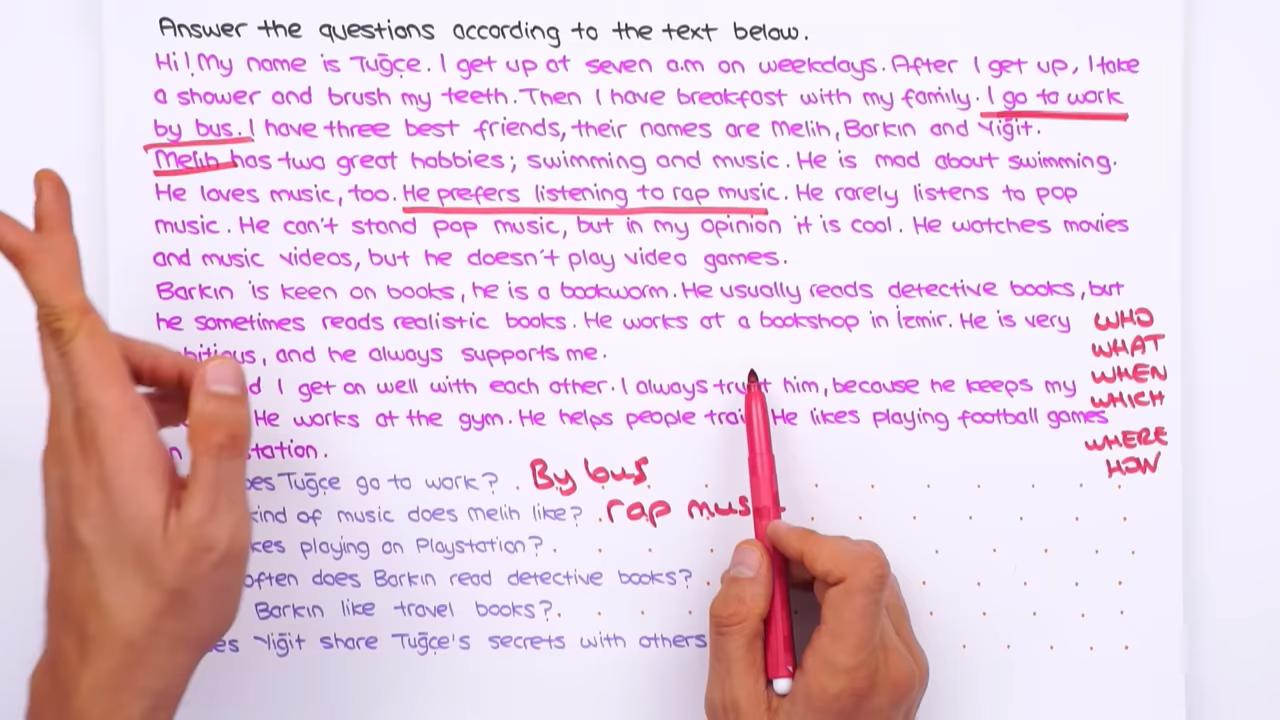 Answer the questions according to the text below.
Hi! My name is Tuğçe. I get up at seven a.m on weekdays. After I get up, I take
a shower and brush my teeth. Then I have breakfast with my family. I go to work
by bus. I have three best friends, their names are Melih, Barkın and Yiğit.
Melih has two great hobbies; swimming and music. He is mad about swimming.
He loves music, too. He prefers listening to rap music. He rarely listens to pop
music. He can't stand pop music, but in my opinion it is cool. He watches movies
and music videos, but he doesn't play video games.
Barkın is keen on books, he is a bookworm. He usually reads detective books, but
he sometimes reads realistic books. He works at a bookshop in İzmir. He is very
, and he always supports me.
I get on well with each other. I always trust him, because he keeps my
He works at the gym. He helps people He likes playing football games
WHO
WHAT
WHEN
WHICH
WHERE
HOW
Tuğçe go to work? By bus
kind of music does Melih like? rap
playing on Playstation?
often does Barkın read detective books?
Barkın like travel books?
Yiğit share Tuğçe's secrets with others